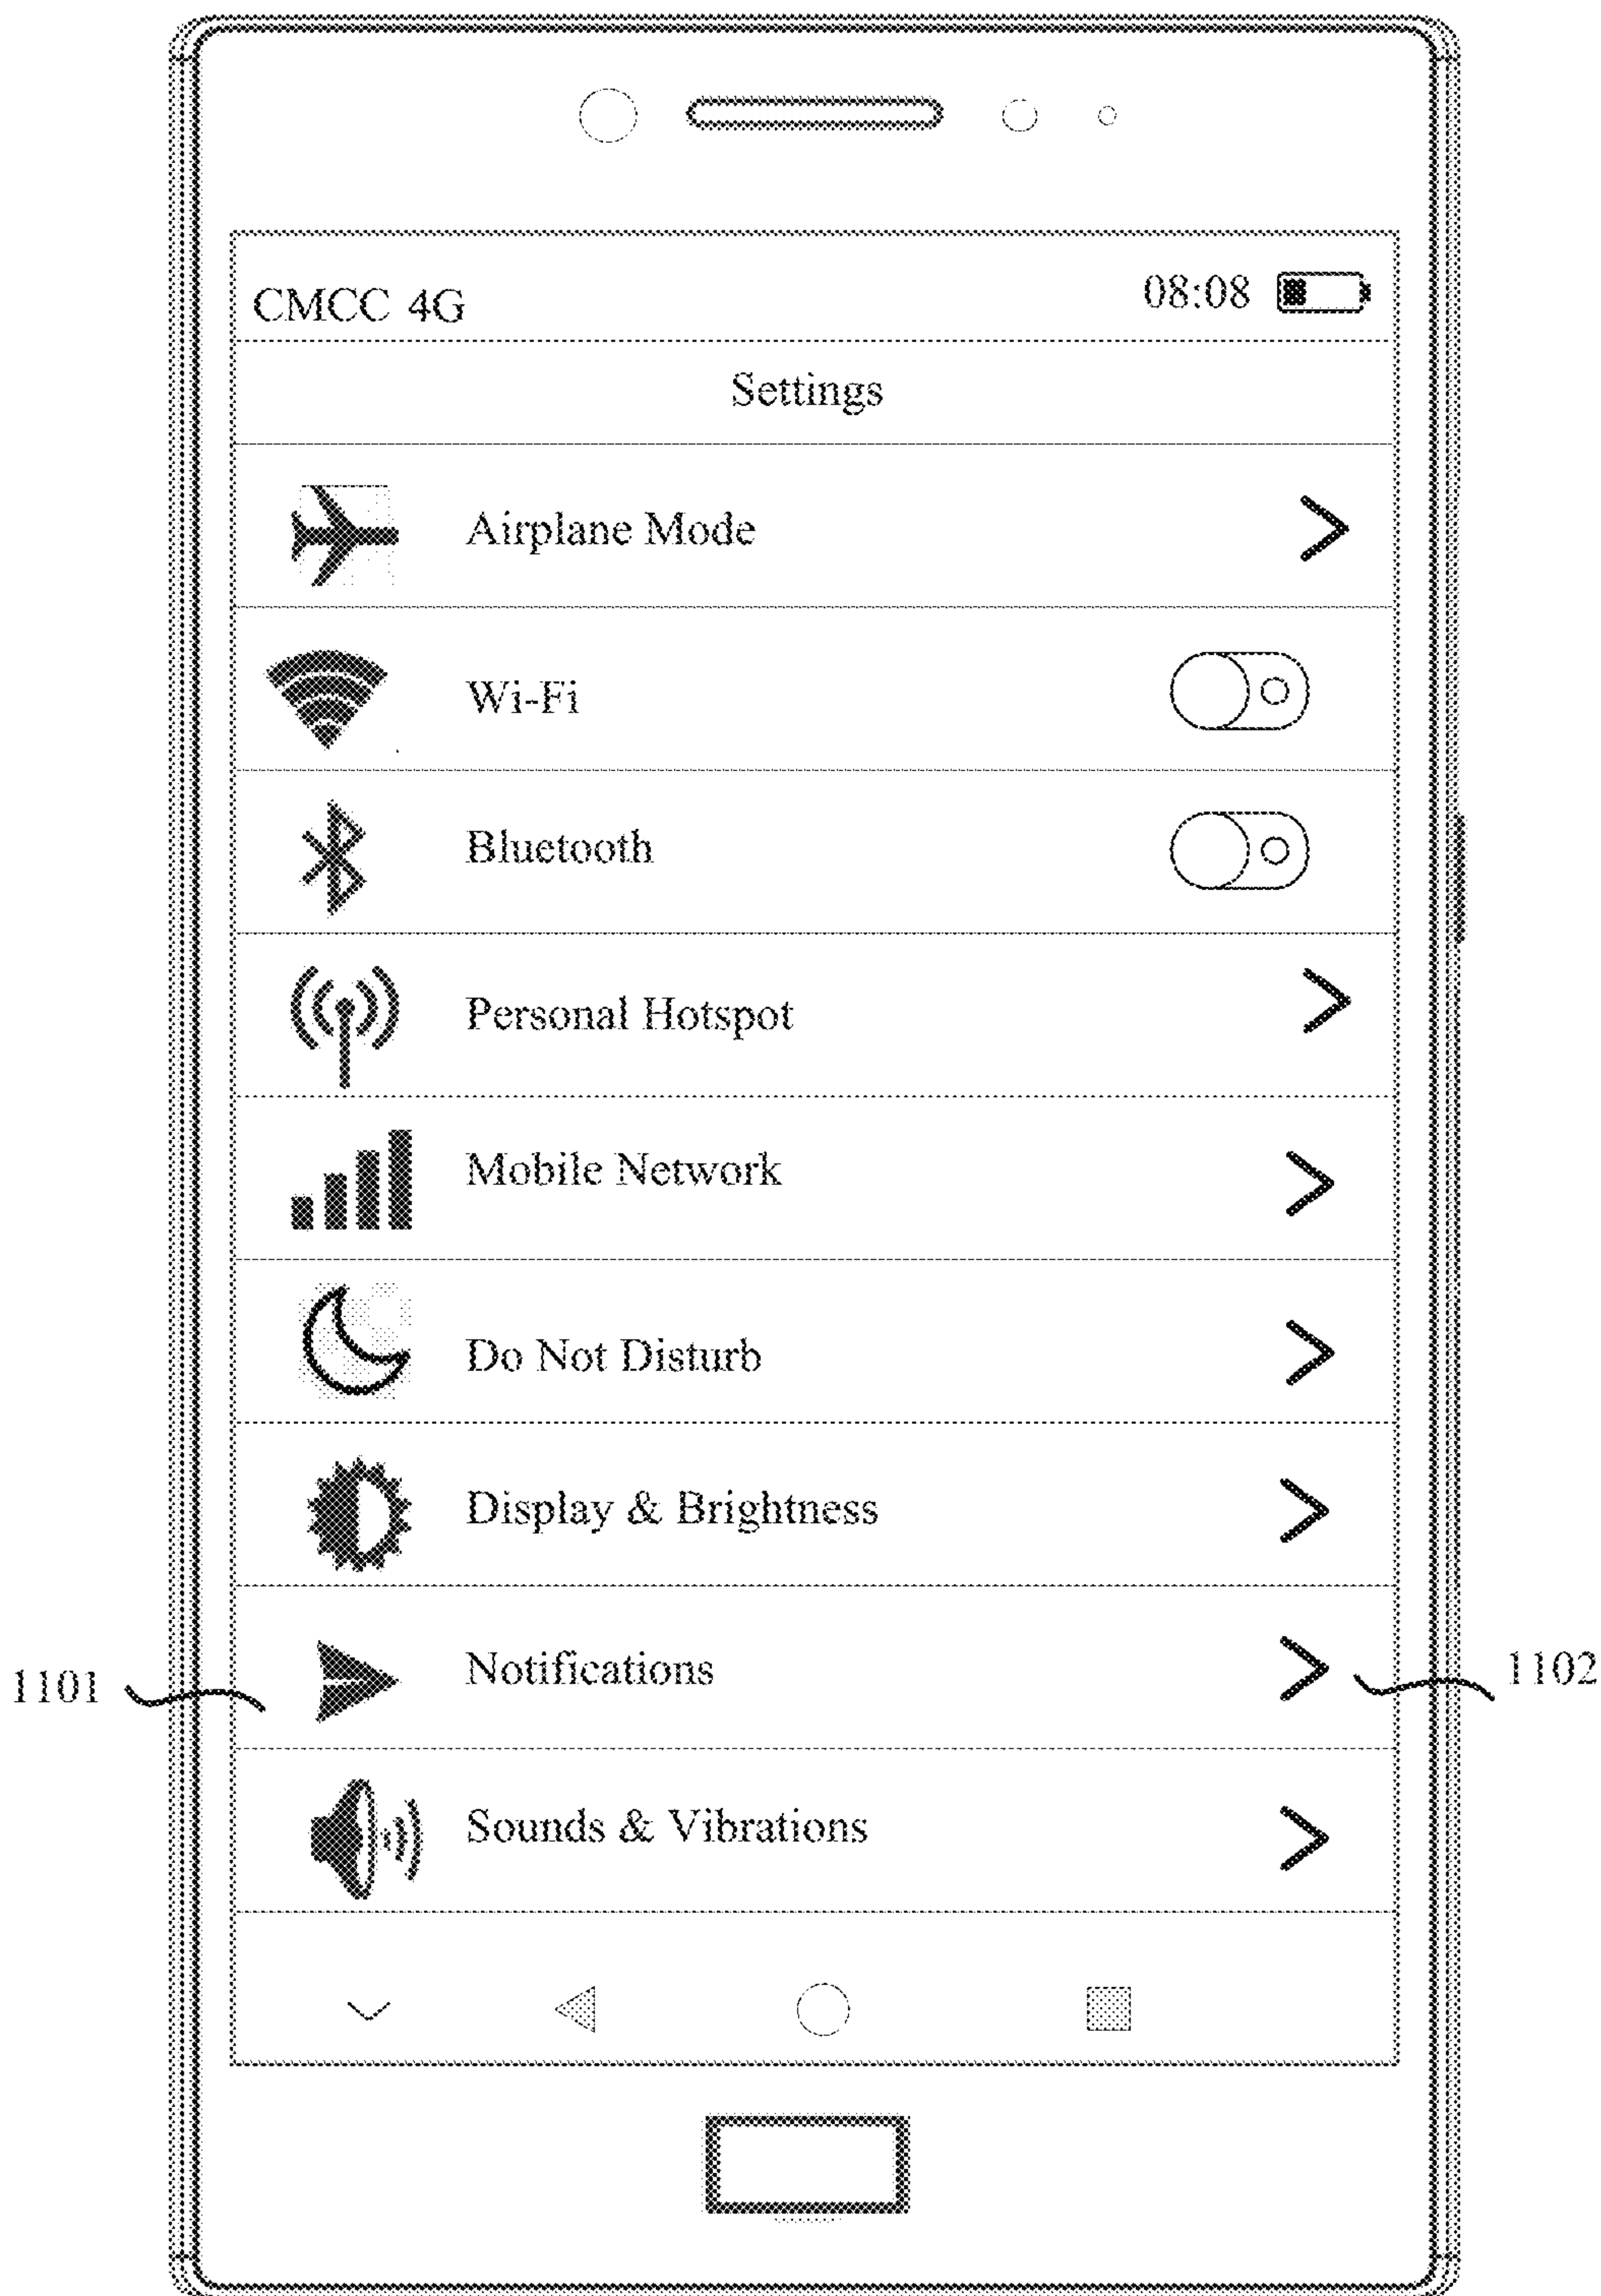 CMCC 4G 08:08
Settings
Airplane Mode
Wi-Fi
Bluetooth
Personal Hotspot
Mobile Network
Do Not Disturb
Display & Brightness
1101 Notifications 1102
Sounds & Vibrations